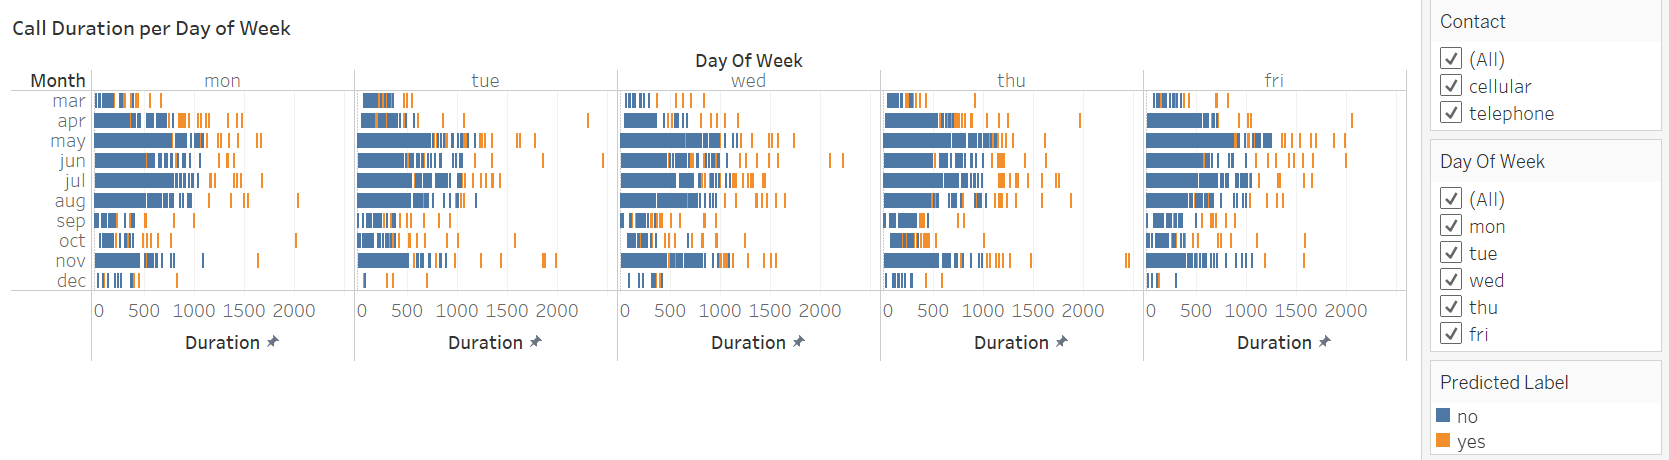 Call Duration per Day of Week
Day Of Week
Month mon tue wed thu fri
mar
apr
may
jun
jul
aug
sep
oct
nov
dec
0 500 1000 1500 2000 0 500 1000 1500 2000 0 500 1000 1500 2000 0 500 1000 1500 2000 0 500 1000 1500 2000
Duration Duration Duration Duration Duration
Contact
(All)
cellular
telephone
Day Of Week
(All)
mon
tue
wed
thu
fri
Predicted Label
no
yes